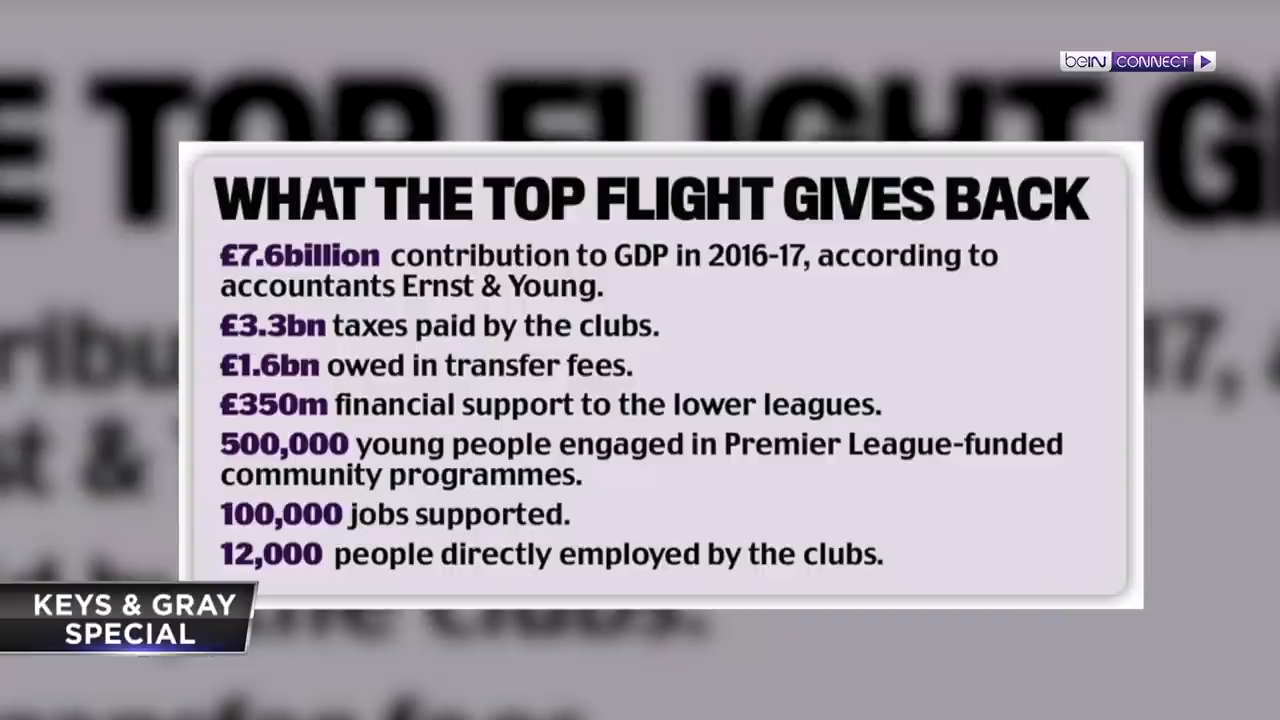 beIN CONNECT
WHAT THE TOP FLIGHT GIVES BACK
£7.6billion contribution to GDP in 2016-17, according to
accountants Ernst & Young.
£3.3bn taxes paid by the clubs.
£1.6bn owed in transfer fees.
£350m financial support to the lower leagues.
500,000 young people engaged in Premier League-funded
community programmes.
100,000 jobs supported.
12,000 people directly employed by the clubs.
KEYS & GRAY
SPECIAL